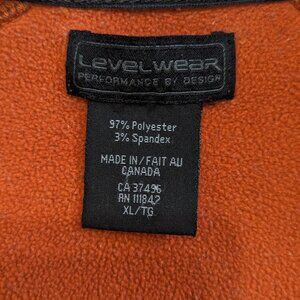 LeveLwear
PERFORMANCE BY DESIGN
97% Polyester
3% Spandex
MADE IN/FAIT AU
CANADA
CA 37496
RN 111842
XL/TG